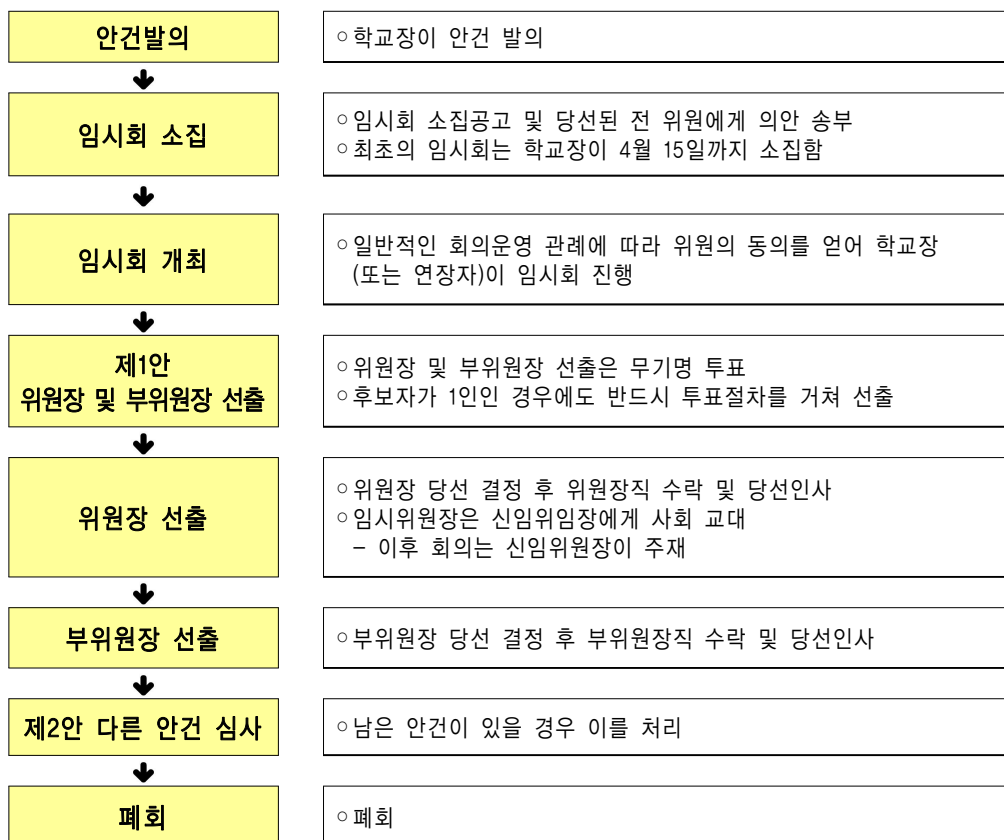 안건발의
○학교장이 안건 발의
임시회 소집
○임시회 소집공고 및 당선된 전 위원에게 의안 송부
○최초의 임시회는 학교장이 4월 15일까지 소집함
임시회 개최
○일반적인 회의운영 관례에 따라 위원의 동의를 얻어 학교장
(또는 연장자)이 임시회 진행
제1안
위원장 및 부위원장 선출
○위원장 및 부위원장 선출은 무기명 투표
○후보자가 1인인 경우에도 반드시 투표절차를 거쳐 선출
위원장 선출
○위원장 당선 결정 후 위원장직 수락 및 당선인사
○임시위원장은 신임위임장에게 사회 교대
- 이후 회의는 신임위원장이 주재
부위원장 선출
○부위원장 당선 결정 후 부위원장직 수락 및 당선인사
제2안 다른 안건 심사
○남은 안건이 있을 경우 이를 처리
폐회
○폐회